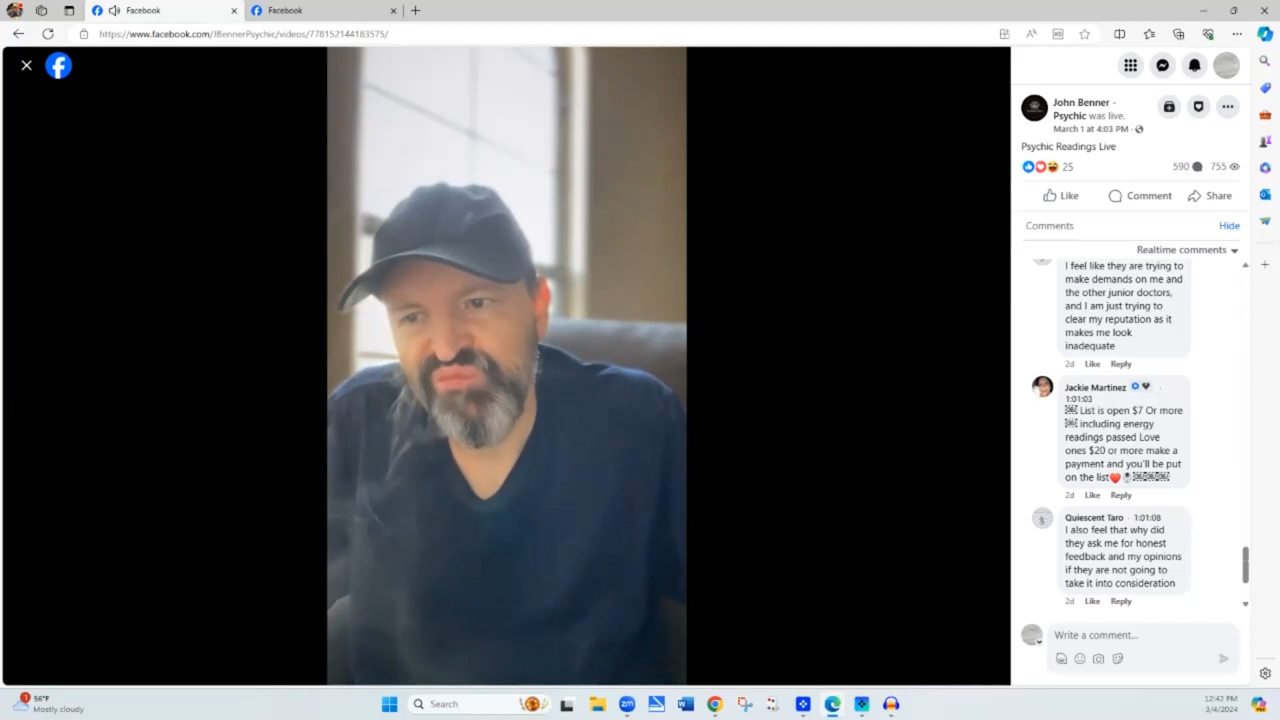 Facebook
Facebook
https://www.facebook.com/JBennerPsychic/videos/778152144183575/
John Benner -
Psychic was live.
March 1 at 4:03 PM ·
Psychic Readings Live
25
590
755
Like
Comment
Share
Comments
Hide
Realtime comments
I feel like they are trying to
make demands on me and
the other junior doctors,
and I am just trying to
clear my reputation as it
makes me look
inadequate
2d Like Reply
Jackie Martinez
1:01:03
List is open $7 Or more
including energy
readings passed Love
ones $20 or more make a
payment and you'll be put
on the list
2d Like Reply
Quiescent Taro · 1:01:08
I also feel that why did
they ask me for honest
feedback and my opinions
if they are not going to
take it into consideration
2d Like Reply
Write a comment...
1
56°F
Mostly cloudy
Search
zm
12:42 PM
3/4/2024